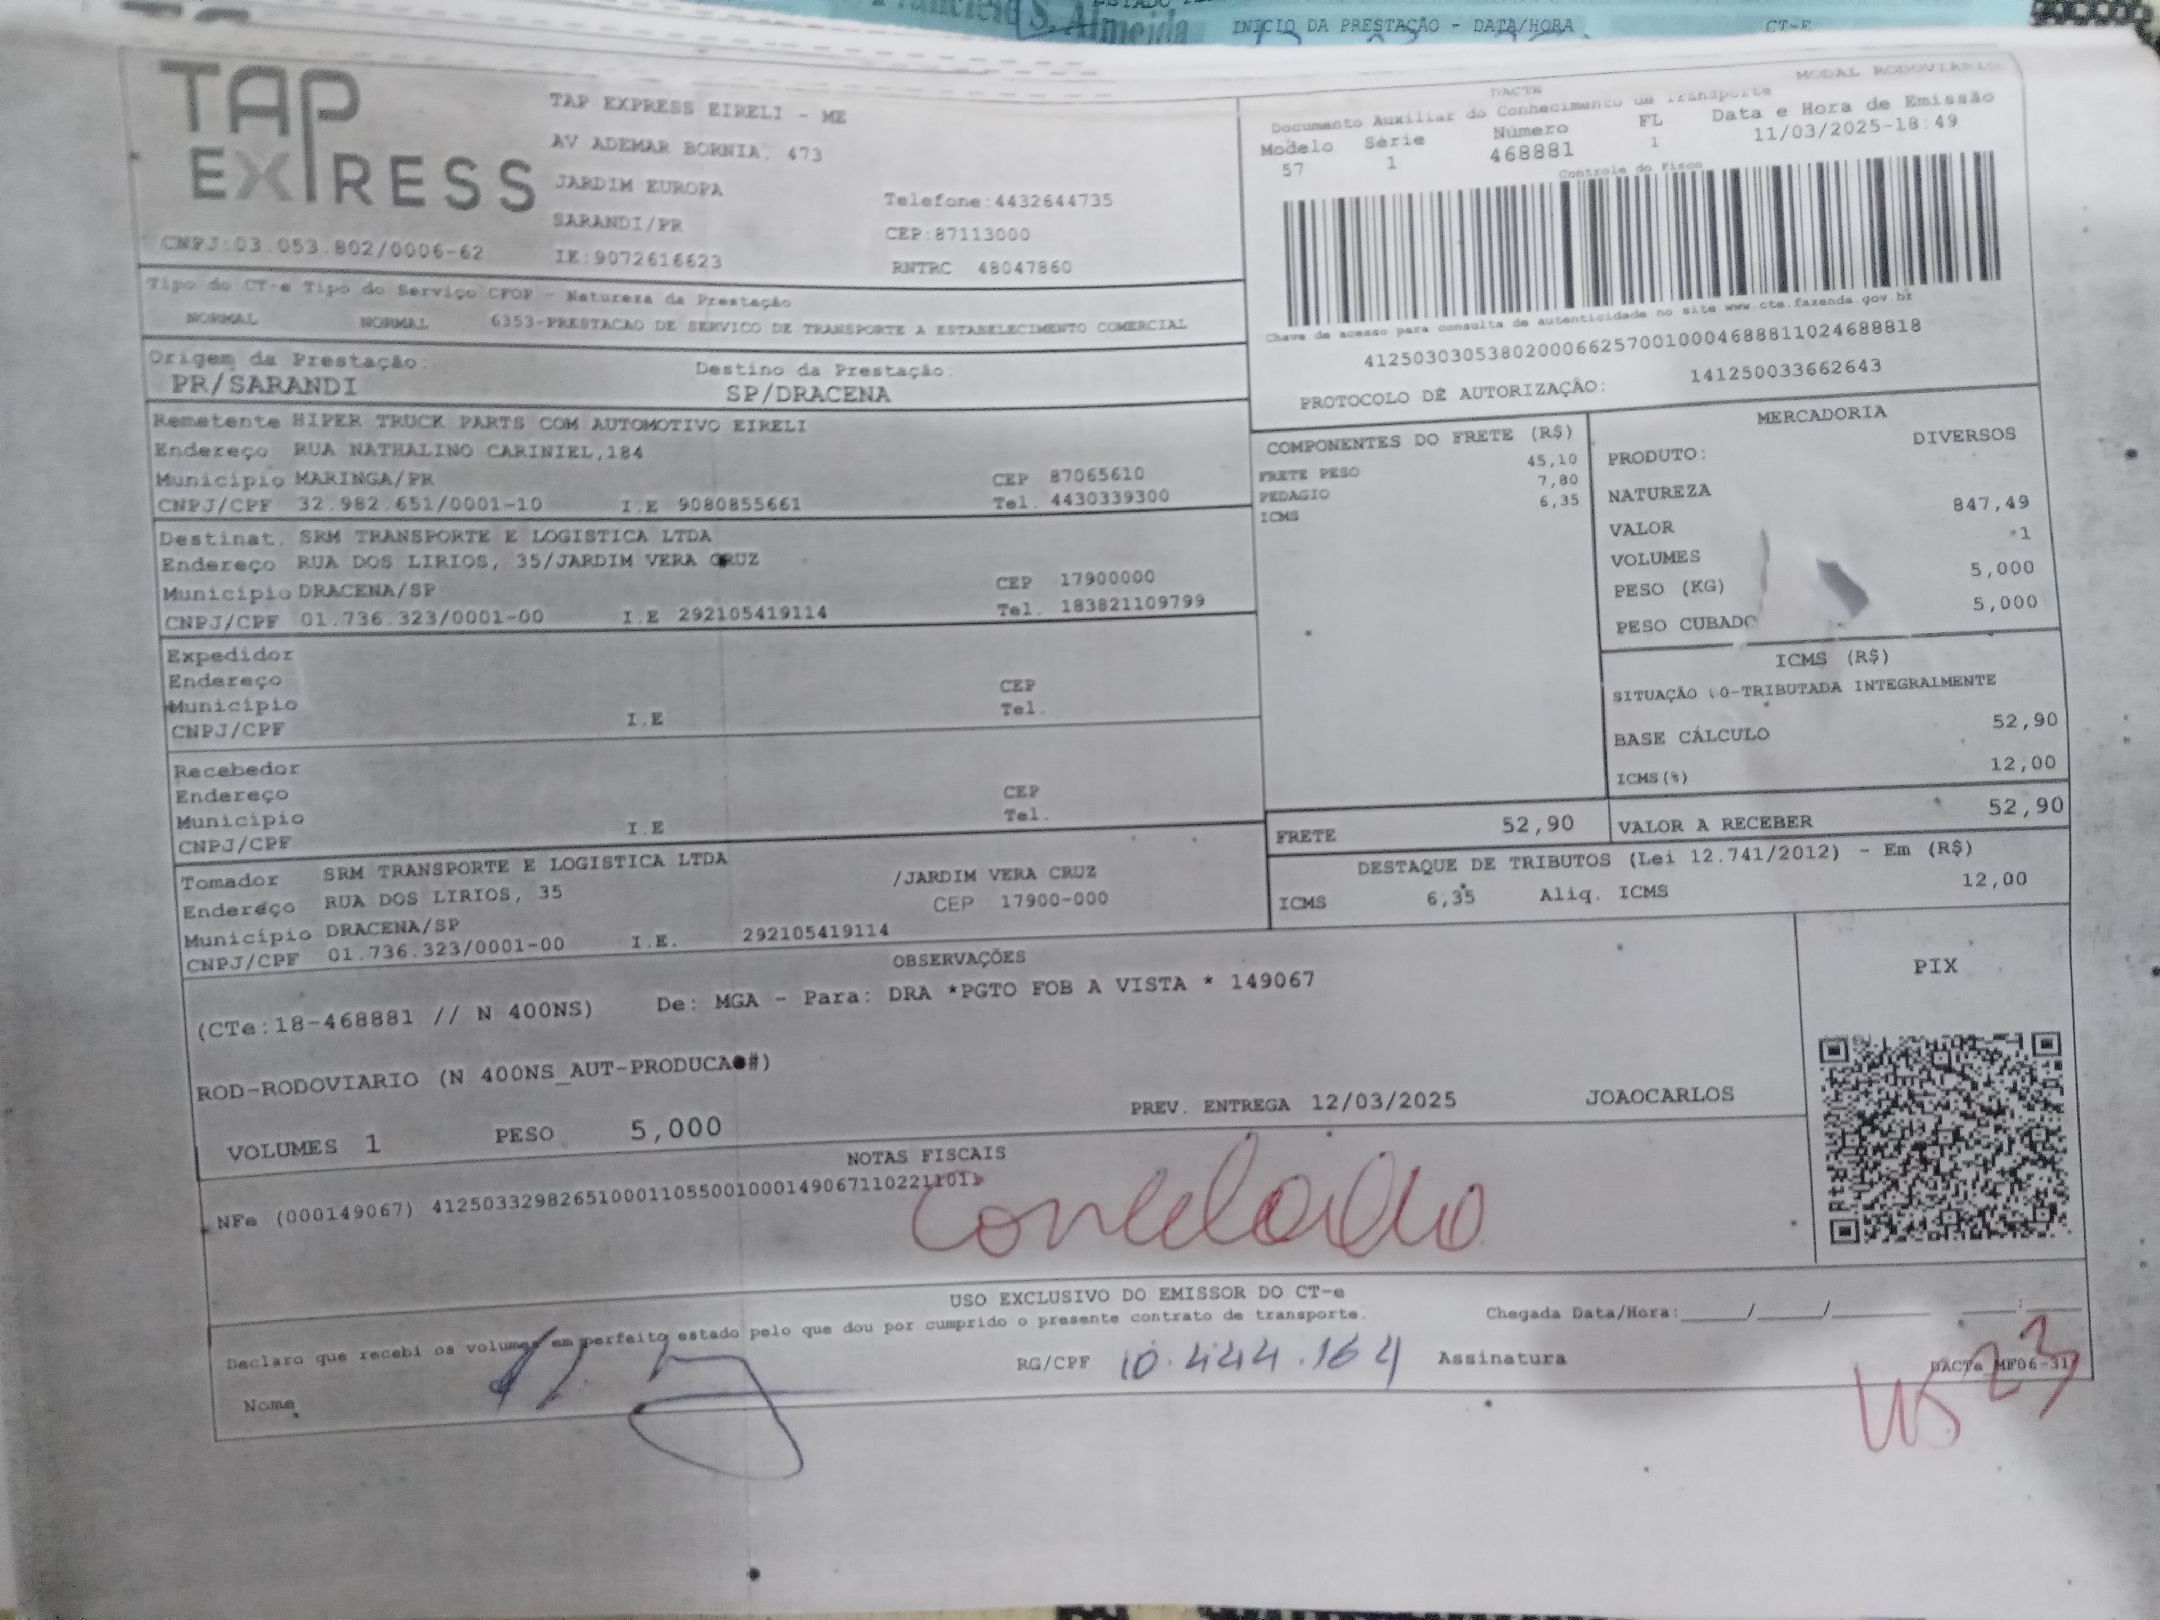 Francisco S. Almeida
INICIO DA PRESTAÇÃO - DATA/HORA
CT-E
TAP
EXPRESS
CNPJ:03.053.802/0006-62
TAP EXPRESS EIRELI - ME
AV ADEMAR BORNIA, 473
JARDIM EUROPA
SARANDI/PR
IE:9072616623
Telefone:4432644735
CEP:87113000
RNTRC 48047860
DACTE
MODAL RODOVIARIO
Documento Auxiliar do Conhecimento de Transporte
Modelo Série Número FL Data e Hora de Emissão
57 1 468881 1 11/03/2025-18:49
Controle do Fisco
Chave de acesso para consulta de autenticidade no site www.cte.fazenda.gov.br
41250303053802000662570010004688811024688818
PROTOCOLO DE AUTORIZAÇÃO: 141250033662643
Tipo do CT-e Tipo do Serviço CFOP - Natureza da Prestação
NORMAL NORMAL 6353-PRESTACAO DE SERVICO DE TRANSPORTE A ESTABELECIMENTO COMERCIAL
Origem da Prestação: Destino da Prestação:
PR/SARANDI SP/DRACENA
Remetente HIPER TRUCK PARTS COM AUTOMOTIVO EIRELI
Endereço RUA NATHALINO CARINIEL,184
Município MARINGA/PR CEP 87065610
CNPJ/CPF 32.982.651/0001-10 I.E 9080855661 Tel. 4430339300
Destinat. SRM TRANSPORTE E LOGISTICA LTDA
Endereço RUA DOS LIRIOS, 35/JARDIM VERA CRUZ
Município DRACENA/SP CEP 17900000
CNPJ/CPF 01.736.323/0001-00 I.E 292105419114 Tel. 183821109799
Expedidor
Endereço
Município CEP
CNPJ/CPF I.E Tel.
Recebedor
Endereço
Município CEP
CNPJ/CPF I.E Tel.
Tomador SRM TRANSPORTE E LOGISTICA LTDA
Endereço RUA DOS LIRIOS, 35 /JARDIM VERA CRUZ
Município DRACENA/SP CEP 17900-000
CNPJ/CPF 01.736.323/0001-00 I.E. 292105419114
COMPONENTES DO FRETE (R$)
FRETE PESO 45,10
PEDAGIO 7,80
ICMS 6,35
FRETE 52,90
MERCADORIA
PRODUTO: DIVERSOS
NATUREZA
VALOR 847,49
VOLUMES 1
PESO (KG) 5,000
PESO CUBADO 5,000
ICMS (R$)
SITUAÇÃO 0-TRIBUTADA INTEGRALMENTE
BASE CÁLCULO 52,90
ICMS(%) 12,00
VALOR A RECEBER 52,90
DESTAQUE DE TRIBUTOS (Lei 12.741/2012) - Em (R$)
ICMS 6,35 Aliq. ICMS 12,00
OBSERVAÇÕES
(CTe:18-468881 // N 400NS) De: MGA - Para: DRA *PGTO FOB A VISTA * 149067
ROD-RODOVIARIO (N 400NS_AUT-PRODUCAO#)
VOLUMES 1 PESO 5,000 PREV. ENTREGA 12/03/2025 JOAOCARLOS
PIX
NOTAS FISCAIS
NFe (000149067)
USO EXCLUSIVO DO EMISSOR DO CT-e
Declaro que recebi os volumes em perfeito estado pelo que dou por cumprido o presente contrato de transporte.
Chegada Data/Hora:_____/_____/_______ ____:____
Nome
RG/CPF 10.444.164 Assinatura
DACTe MF06-31